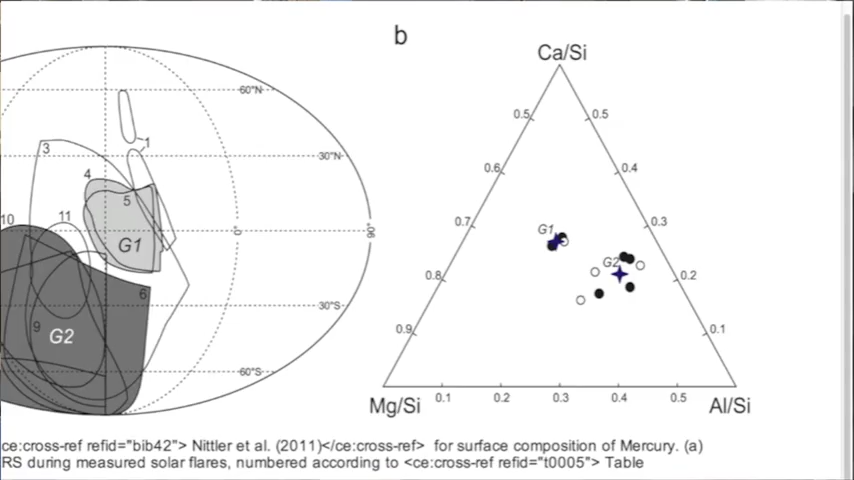 b
Ca/Si
60°N
0.5
0.5
1
3
30°N
0.6
0.4
4
5
10
11
0.7
0.3
G1
0°
90°
G1
G2
0.8
0.2
6
30°S
9
G2
0.9
0.1
60°S
Mg/Si
0.1
0.2
0.3
0.4
0.5
Al/Si
ce:cross-ref refid="bib42"> Nittler et al. (2011)</ce:cross-ref> for surface composition of Mercury. (a)
RS during measured solar flares, numbered according to <ce:cross-ref refid="t0005"> Table